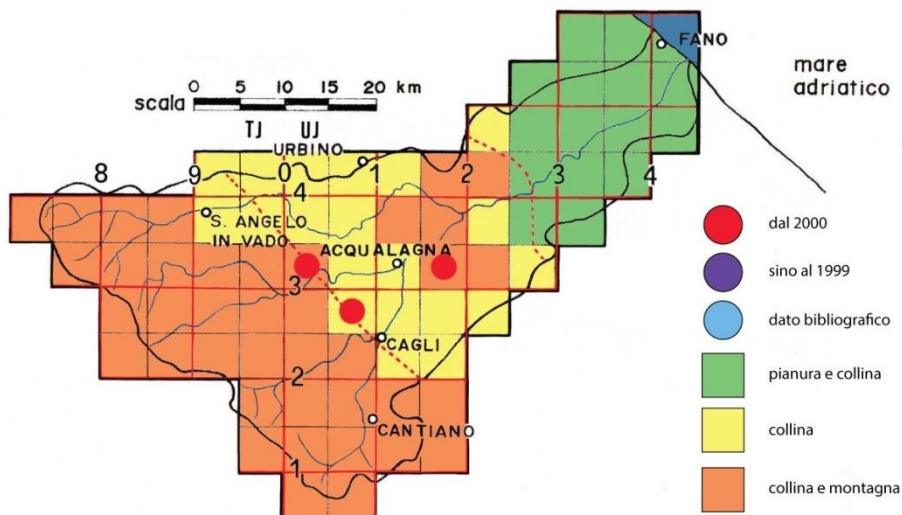 FANO
mare
adriatico
scala 0 5 10 15 20 km
TJ UJ
URBINO
8 9 0 1 2 3 4
4
S. ANGELO
IN VADO
ACQUALAGNA
3
CAGLI
2
CANTIANO
1
dal 2000
sino al 1999
dato bibliografico
pianura e collina
collina
collina e montagna